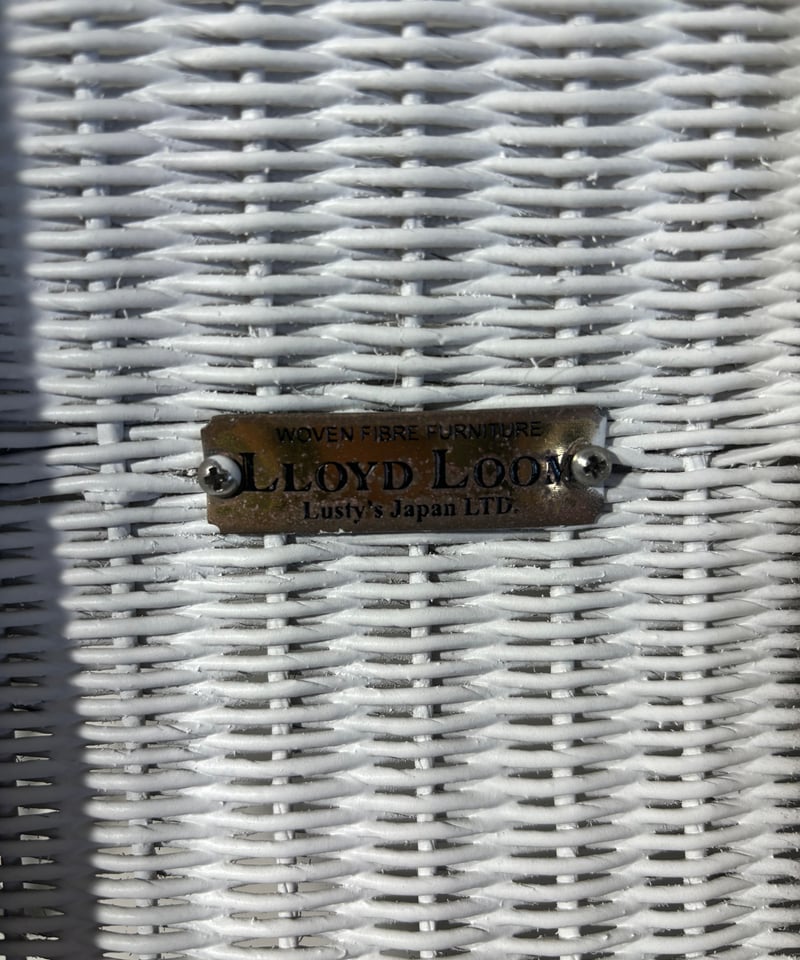 WOVEN FIBRE FURNITURE
LLOYD LOOM
Lusty's Japan LTD.